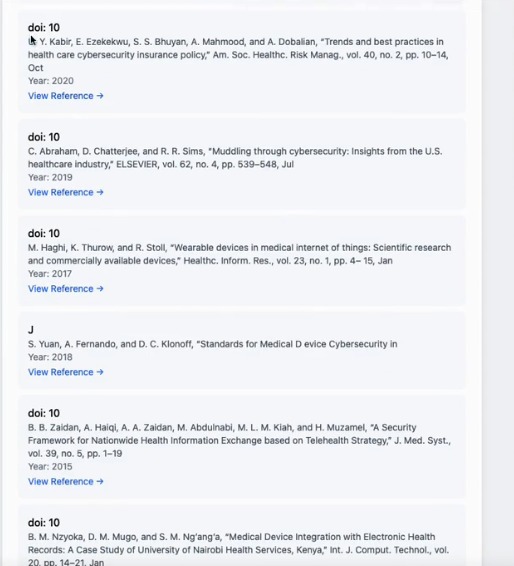 doi: 10
Y. Kabir, E. Ezekekwu, S. S. Bhuyan, A. Mahmood, and A. Dobalian, “Trends and best practices in
health care cybersecurity insurance policy,” Am. Soc. Healthc. Risk Manag., vol. 40, no. 2, pp. 10–14,
Oct
Year: 2020
View Reference →
doi: 10
C. Abraham, D. Chatterjee, and R. R. Sims, “Muddling through cybersecurity: Insights from the U.S.
healthcare industry,” ELSEVIER, vol. 62, no. 4, pp. 539–548, Jul
Year: 2019
View Reference →
doi: 10
M. Haghi, K. Thurow, and R. Stoll, “Wearable devices in medical internet of things: Scientific research
and commercially available devices,” Healthc. Inform. Res., vol. 23, no. 1, pp. 4– 15, Jan
Year: 2017
View Reference →
J
S. Yuan, A. Fernando, and D. C. Klonoff, “Standards for Medical D evice Cybersecurity in
Year: 2018
View Reference →
doi: 10
B. B. Zaidan, A. Haiqi, A. A. Zaidan, M. Abdulnabi, M. L. M. Kiah, and H. Muzamel, “A Security
Framework for Nationwide Health Information Exchange based on Telehealth Strategy,” J. Med. Syst.,
vol. 39, no. 5, pp. 1–19
Year: 2015
View Reference →
doi: 10
B. M. Nzyoka, D. M. Mugo, and S. M. Ng’ang’a, “Medical Device Integration with Electronic Health
Records: A Case Study of University of Nairobi Health Services, Kenya,” Int. J. Comput. Technol., vol.
20, pp. 14–21, Jan